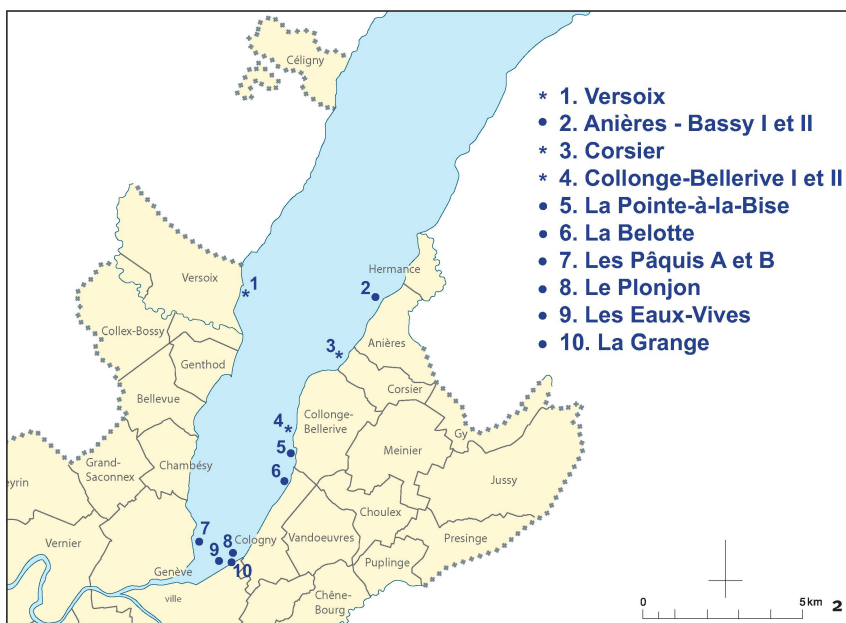 Céligny
* 1. Versoix
• 2. Anières - Bassy I et II
* 3. Corsier
* 4. Collonge-Bellerive I et II
• 5. La Pointe-à-la-Bise
• 6. La Belotte
• 7. Les Pâquis A et B
• 8. Le Plonjon
• 9. Les Eaux-Vives
• 10. La Grange
Hermance
Versoix
1
2
Collex-Bossy
Anières
3
Genthod
Corsier
Bellevue
Collonge-
Bellerive
4
Gy
Meinier
5
Grand-
Saconnex
Chambésy
6
Jussy
eyrin
Choulex
7
8
Cologny
Vandoeuvres
Presinge
Vernier
9
10
Puplinge
Genève
ville
Chêne-
Bourg
0
5 km
2